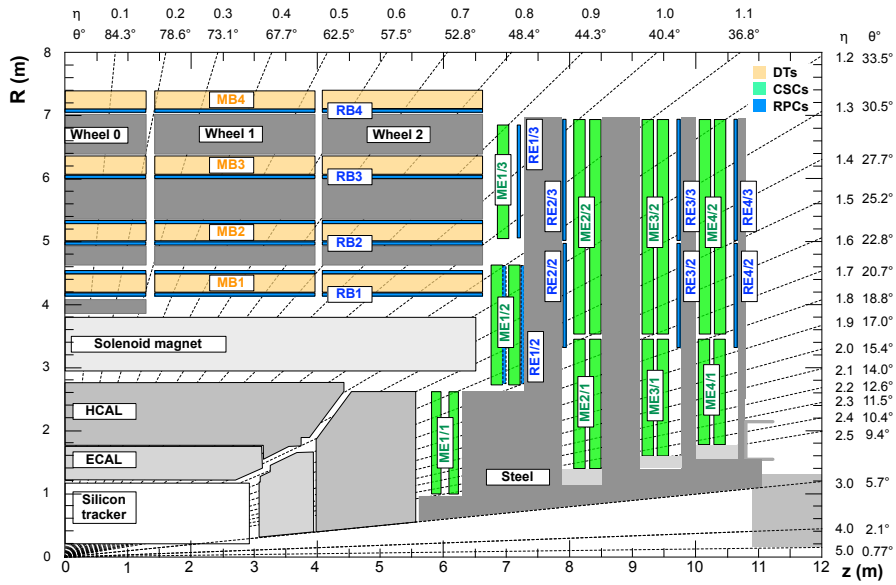 η 0.1 0.2 0.3 0.4 0.5 0.6 0.7 0.8 0.9 1.0 1.1
θ° 84.3° 78.6° 73.1° 67.7° 62.5° 57.5° 52.8° 48.4° 44.3° 40.4° 36.8°
η θ°
R (m)
8
7
6
5
4
3
2
1
0
DTs
CSCs
RPCs
MB4
RB4
Wheel 0
Wheel 1
Wheel 2
MB3
RB3
MB2
RB2
MB1
RB1
Solenoid magnet
HCAL
ECAL
Silicon
tracker
Steel
ME1/3
RE1/3
ME1/2
RE1/2
ME1/1
RE2/3
RE2/2
ME2/2
ME2/1
ME3/2
ME3/1
RE3/3
RE3/2
ME4/2
ME4/1
RE4/3
RE4/2
1.2 33.5°
1.3 30.5°
1.4 27.7°
1.5 25.2°
1.6 22.8°
1.7 20.7°
1.8 18.8°
1.9 17.0°
2.0 15.4°
2.1 14.0°
2.2 12.6°
2.3 11.5°
2.4 10.4°
2.5 9.4°
3.0 5.7°
4.0 2.1°
5.0 0.77°
0 1 2 3 4 5 6 7 8 9 10 11 12
z (m)